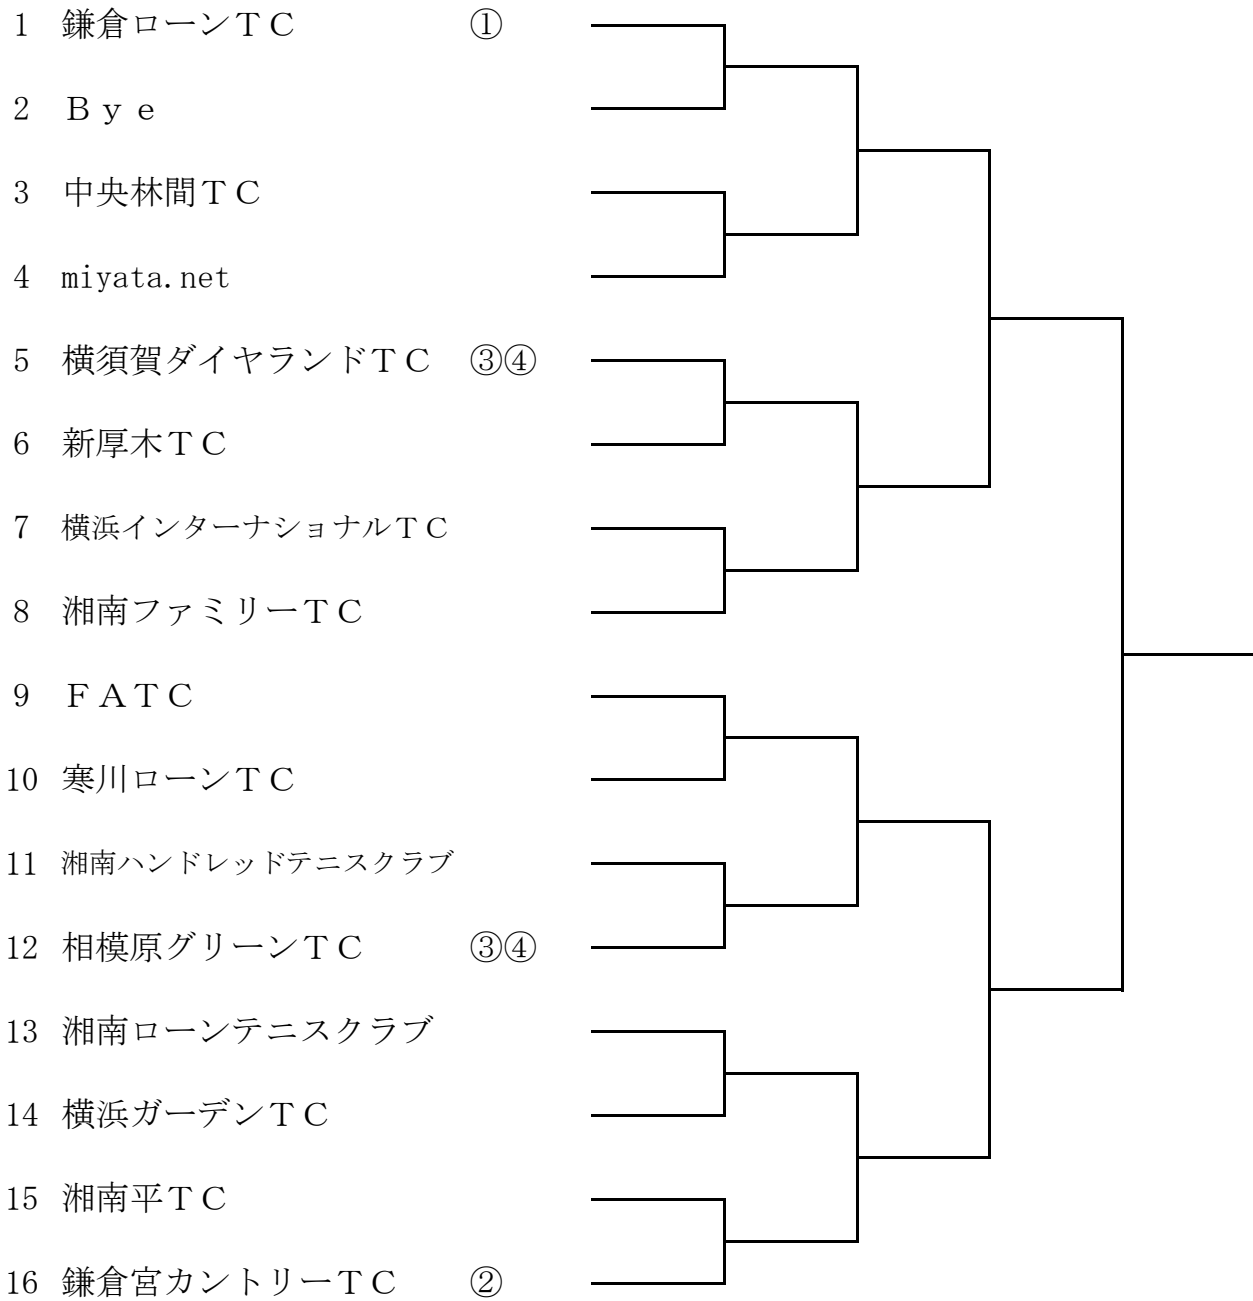 1 鎌倉ローンＴＣ ①
2 Ｂｙｅ
3 中央林間ＴＣ
4 miyata.net
5 横須賀ダイヤランドＴＣ ③④
6 新厚木ＴＣ
7 横浜インターナショナルＴＣ
8 湘南ファミリーＴＣ
9 ＦＡＴＣ
10 寒川ローンＴＣ
11 湘南ハンドレッドテニスクラブ
12 相模原グリーンＴＣ ③④
13 湘南ローンテニスクラブ
14 横浜ガーデンＴＣ
15 湘南平ＴＣ
16 鎌倉宮カントリーＴＣ ②